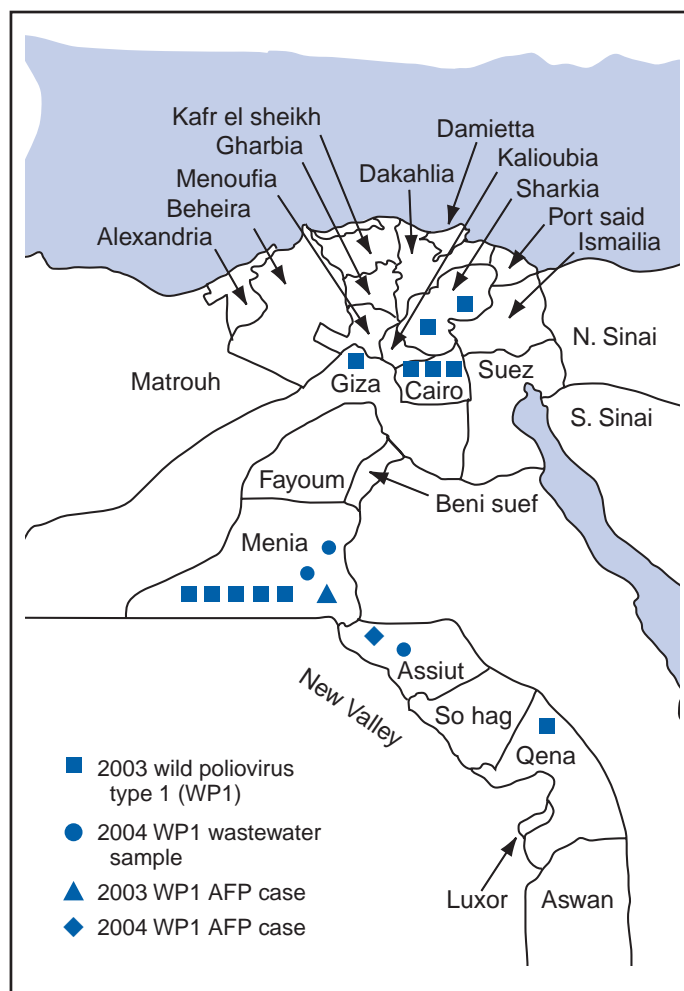 Kafr el sheikh
Gharbia
Menoufia
Beheira
Alexandria
Damietta
Kalioubia
Dakahlia
Sharkia
Port said
Ismailia
N. Sinai
Matrouh
Giza
Cairo
Suez
S. Sinai
Fayoum
Beni suef
Menia
Assiut
New Valley
So hag
Qena
Luxor
Aswan
2003 wild poliovirus
type 1 (WP1)
2004 WP1 wastewater
sample
2003 WP1 AFP case
2004 WP1 AFP case